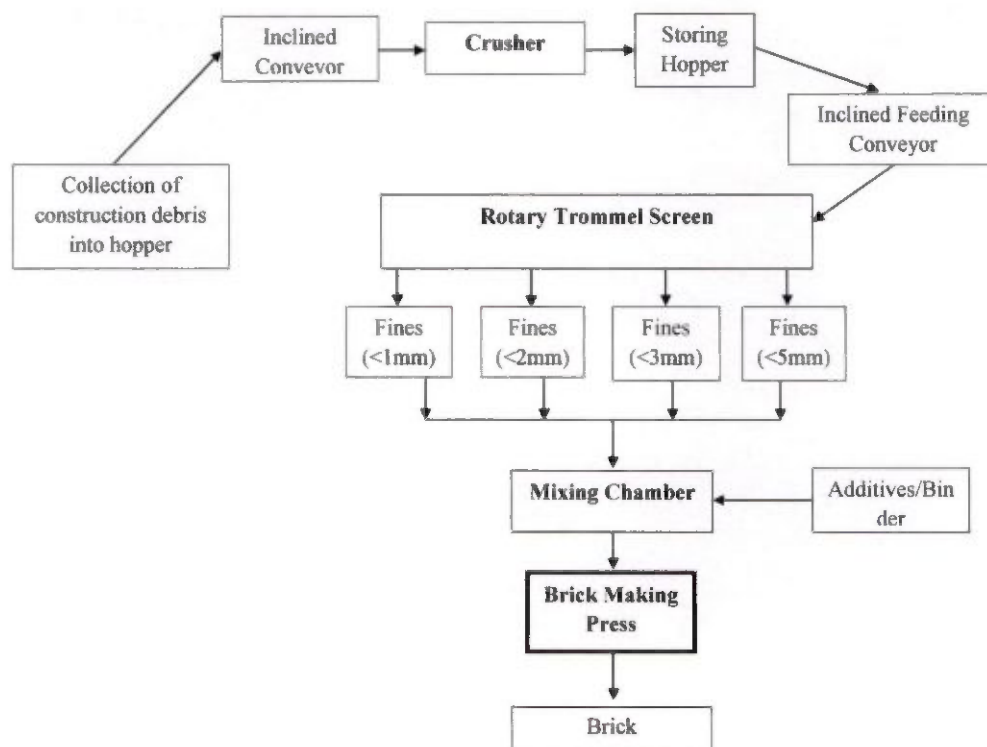 Collection of
construction debris
into hopper
Inclined
Convevor
Crusher
Storing
Hopper
Inclined Feeding
Conveyor
Rotary Trommel Screen
Fines
(<1mm)
Fines
(<2mm)
Fines
(<3mm)
Fines
(<5mm)
Mixing Chamber
Additives/Bin
der
Brick Making
Press
Brick